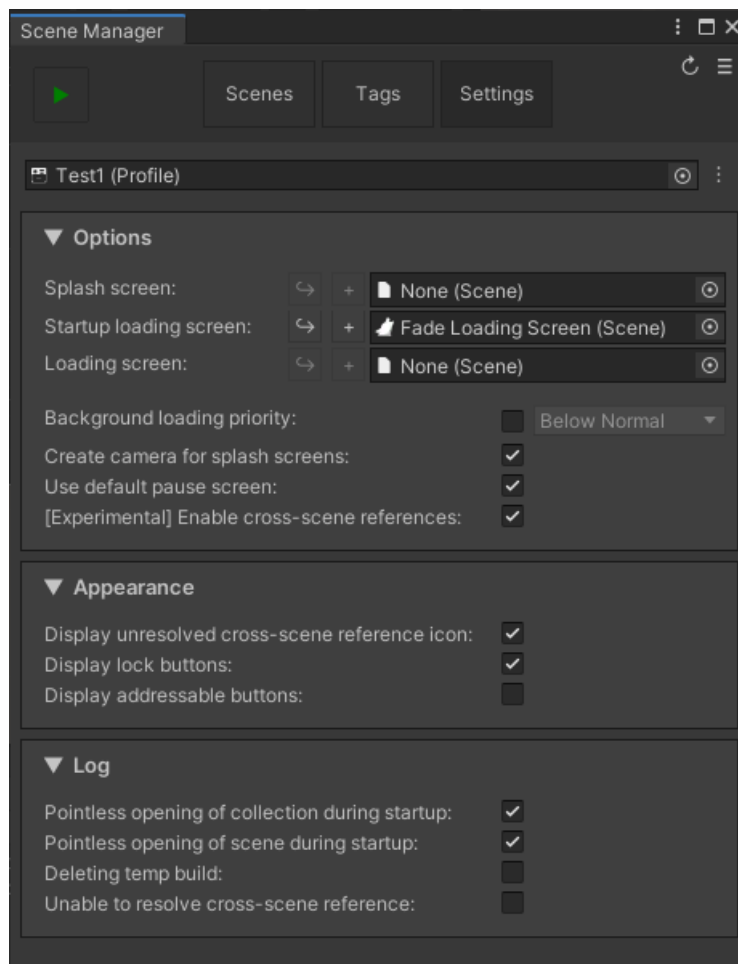 Scene Manager
Scenes Tags Settings
Test1 (Profile)
Options
Splash screen: + None (Scene)
Startup loading screen: + Fade Loading Screen (Scene)
Loading screen: + None (Scene)
Background loading priority: Below Normal
Create camera for splash screens:
Use default pause screen:
[Experimental] Enable cross-scene references:
Appearance
Display unresolved cross-scene reference icon:
Display lock buttons:
Display addressable buttons:
Log
Pointless opening of collection during startup:
Pointless opening of scene during startup:
Deleting temp build:
Unable to resolve cross-scene reference: